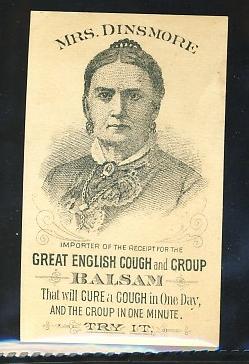 MRS. DINSMORE
IMPORTER OF THE RECEIPT FOR THE
GREAT ENGLISH COUGH and CROUP
BALSAM
That will CURE a COUGH in One Day,
AND THE CROUP IN ONE MINUTE.
TRY IT.